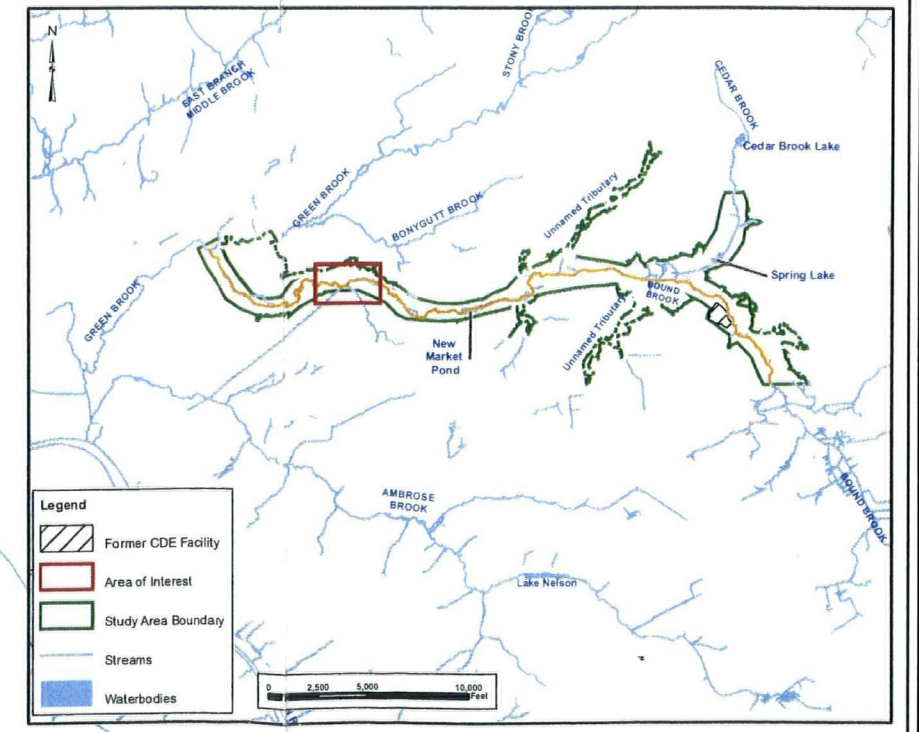 N
STONY BROOK
CEDAR BROOK
EAST BRANCH
MIDDLE BROOK
Cedar Brook Lake
GREEN BROOK
BONYGUTT BROOK
Unnamed Tributary
Spring Lake
BOUND
BROOK
GREEN BROOK
New
Market
Pond
Unnamed Tributary
BOUND BROOK
AMBROSE
BROOK
Lake Nelson
Legend
Former CDE Facility
Area of Interest
Study Area Boundary
Streams
Waterbodies
0 2,500 5,000 10,000
Feet